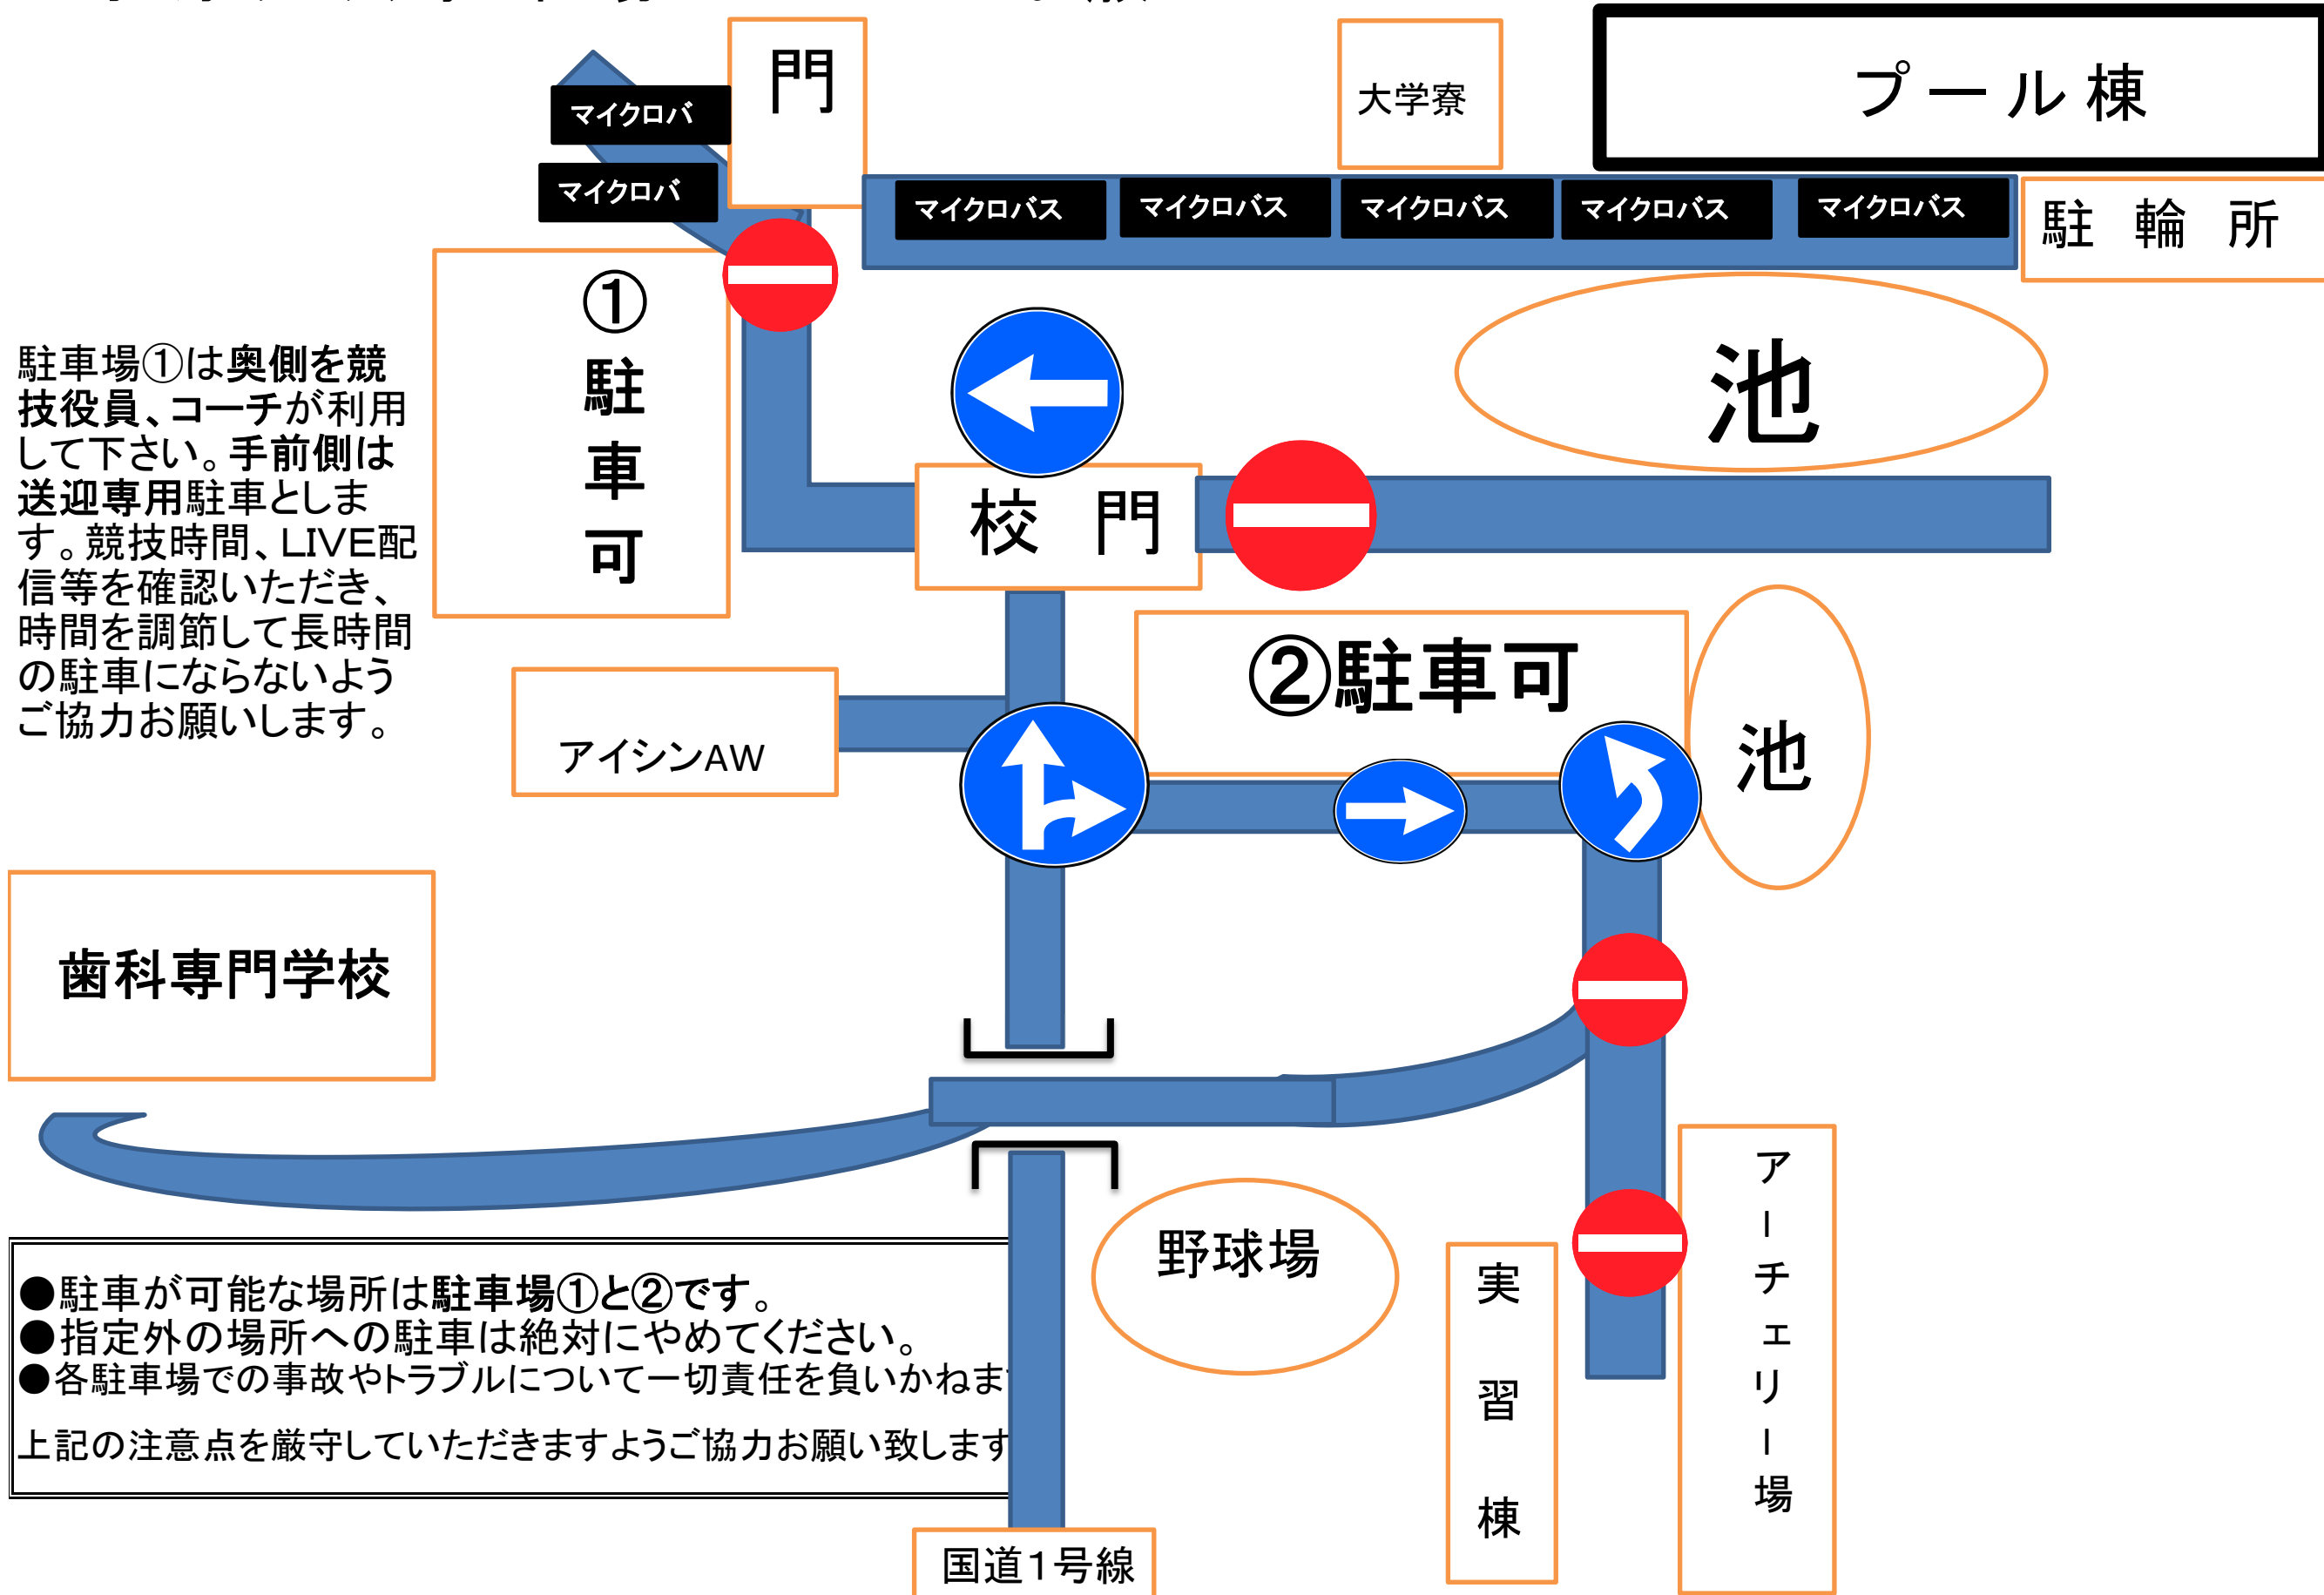 門
大学寮
プール棟
マイクロバ
マイクロバ
マイクロバス
マイクロバス
マイクロバス
マイクロバス
マイクロバス
駐 輪 所
①駐車可
池
駐車場①は奥側を競
技役員、コーチが利用
して下さい。手前側は
送迎専用駐車としま
す。競技時間、LIVE配
信等を確認いただき、
時間を調節して長時間
の駐車にならないよう
ご協力お願いします。
校 門
②駐車可
池
アイシンAW
歯科専門学校
野球場
アーチェリー場
実習棟
●駐車が可能な場所は駐車場①と②です。
●指定外の場所への駐車は絶対にやめてください。
●各駐車場での事故やトラブルについて一切責任を負いかねま
上記の注意点を厳守していただきますようご協力お願い致します
国道1号線